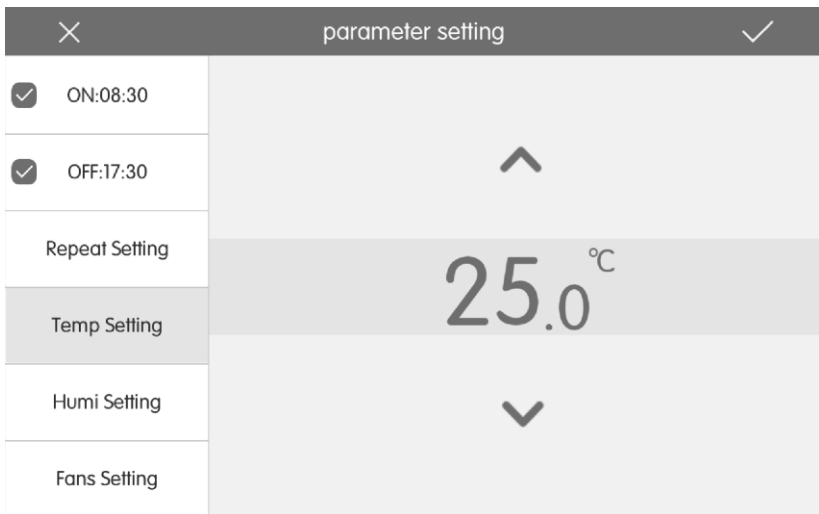 parameter setting
ON:08:30
OFF:17:30
Repeat Setting
Temp Setting
Humi Setting
Fans Setting
25.0℃